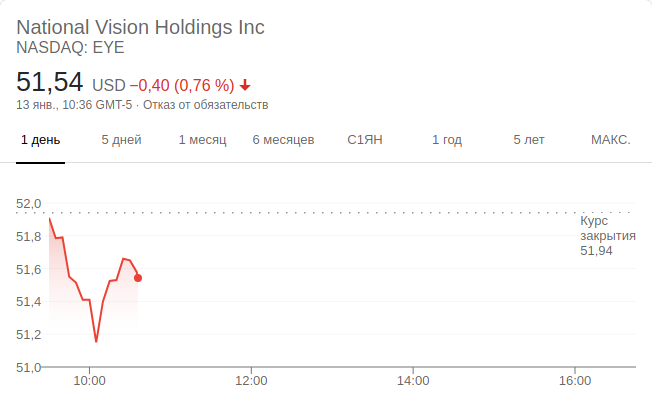 National Vision Holdings Inc
NASDAQ: EYE
51,54 USD −0,40 (0,76 %)
13 янв., 10:36 GMT-5 · Отказ от обязательств
1 день 5 дней 1 месяц 6 месяцев С1ЯН 1 год 5 лет МАКС.
52,0
Курс
51,8 закрытия
51,94
51,6
51,4
51,2
51,0
10:00 12:00 14:00 16:00